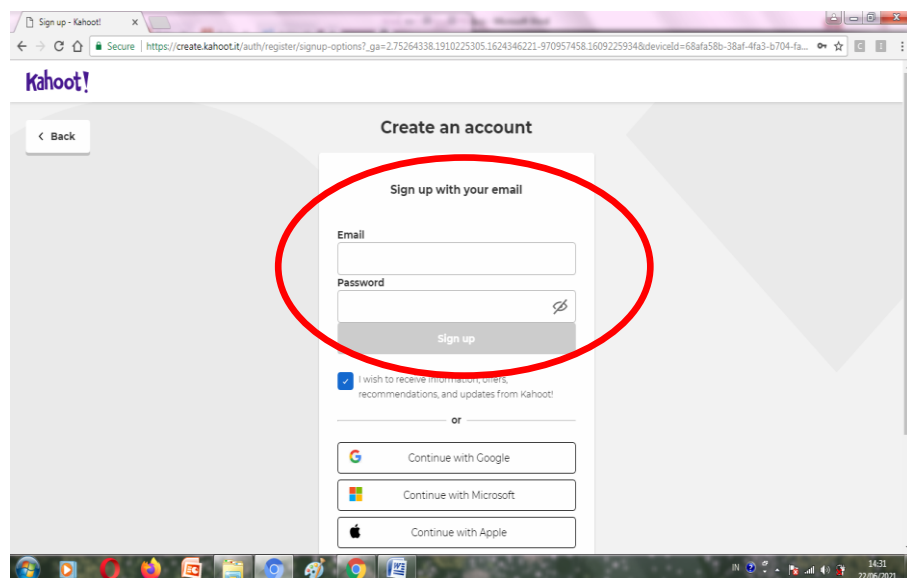 Sign up - Kahoot!
Secure https://create.kahoot.it/auth/register/signup-options?_ga=2.75264338.1910225305.1624346221-970957458.1609225934&deviceId=68afa58b-38af-4fa3-b704-fa...
Kahoot!
Back
Create an account
Sign up with your email
Email
Password
Sign up
I wish to receive information, offers,
recommendations, and updates from Kahoot!
or
Continue with Google
Continue with Microsoft
Continue with Apple
IN
14:31
22/06/2021